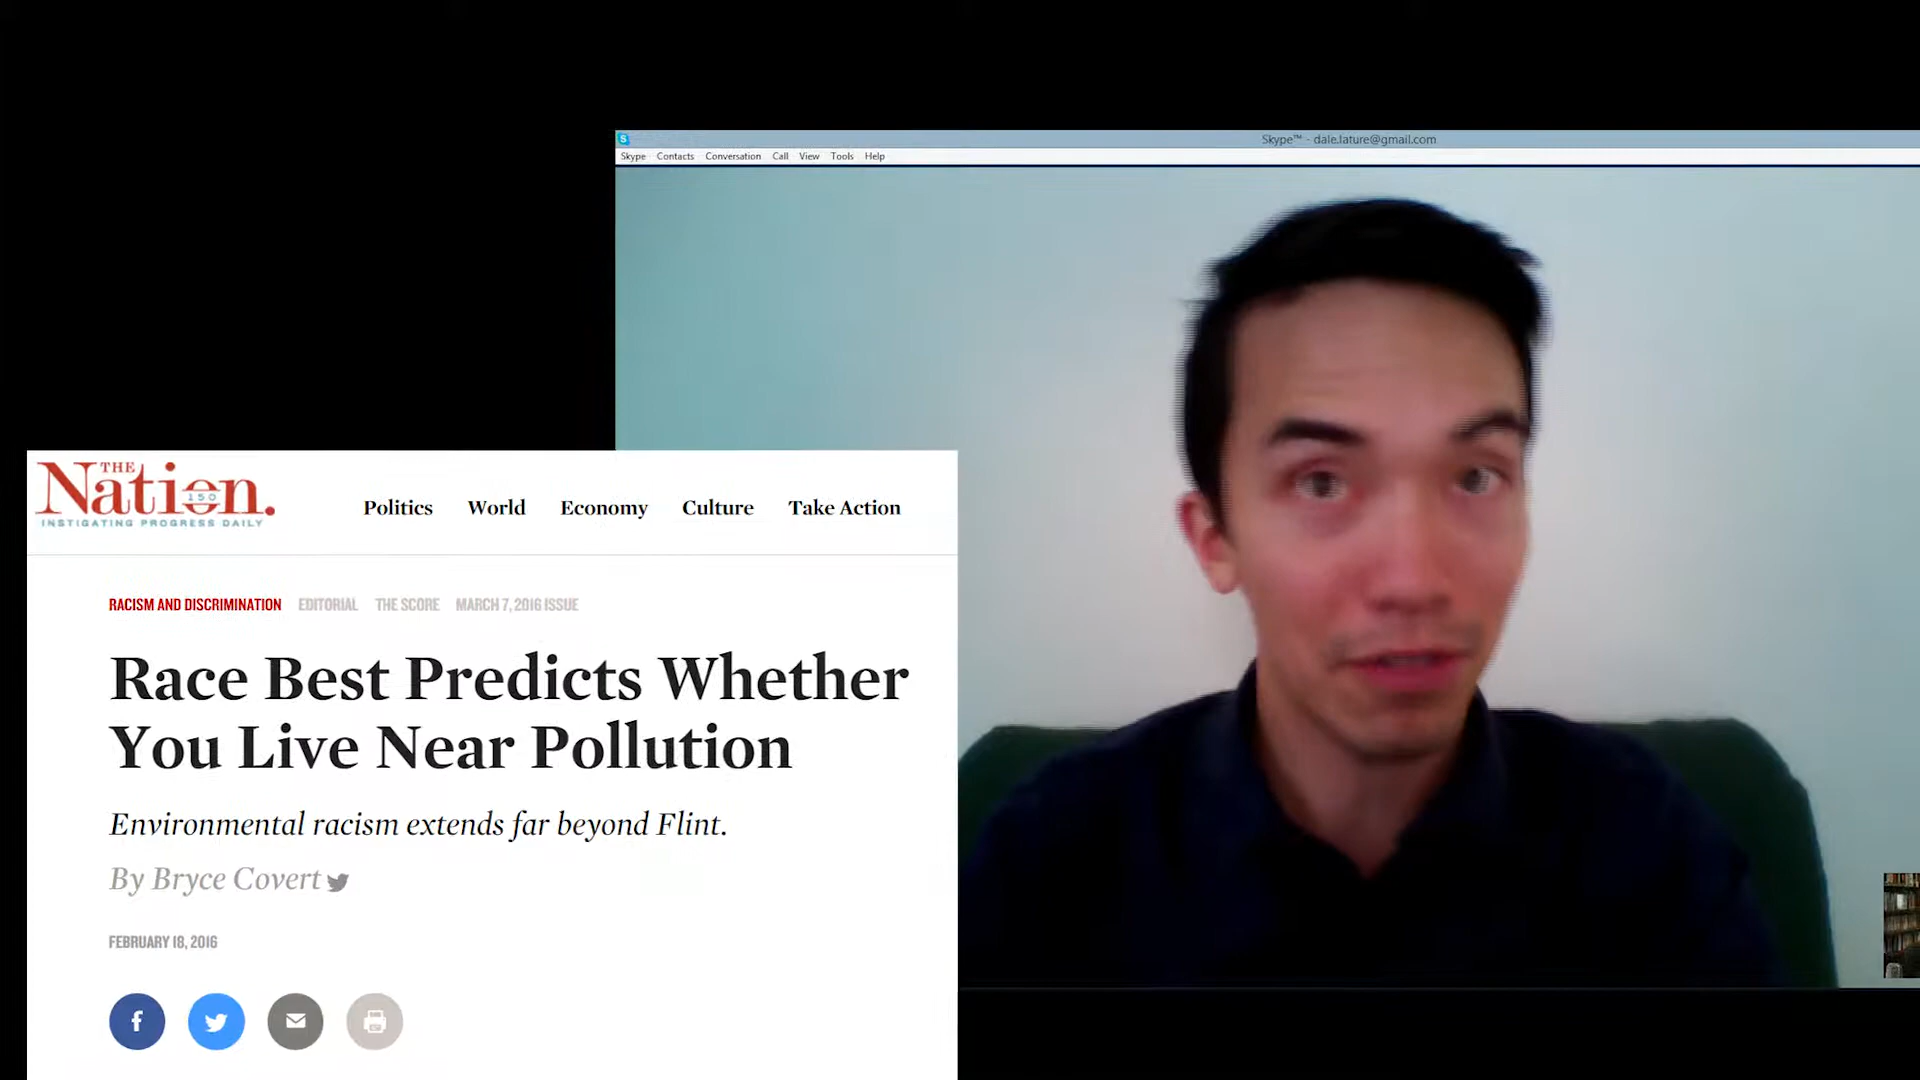 Skype™ - dale.lature@gmail.com
Skype Contacts Conversation Call View Tools Help
THE
Nation.
150
INSTIGATING PROGRESS DAILY
Politics World Economy Culture Take Action
RACISM AND DISCRIMINATION EDITORIAL THE SCORE MARCH 7, 2016 ISSUE
Race Best Predicts Whether
You Live Near Pollution
Environmental racism extends far beyond Flint.
By Bryce Covert
FEBRUARY 18, 2016